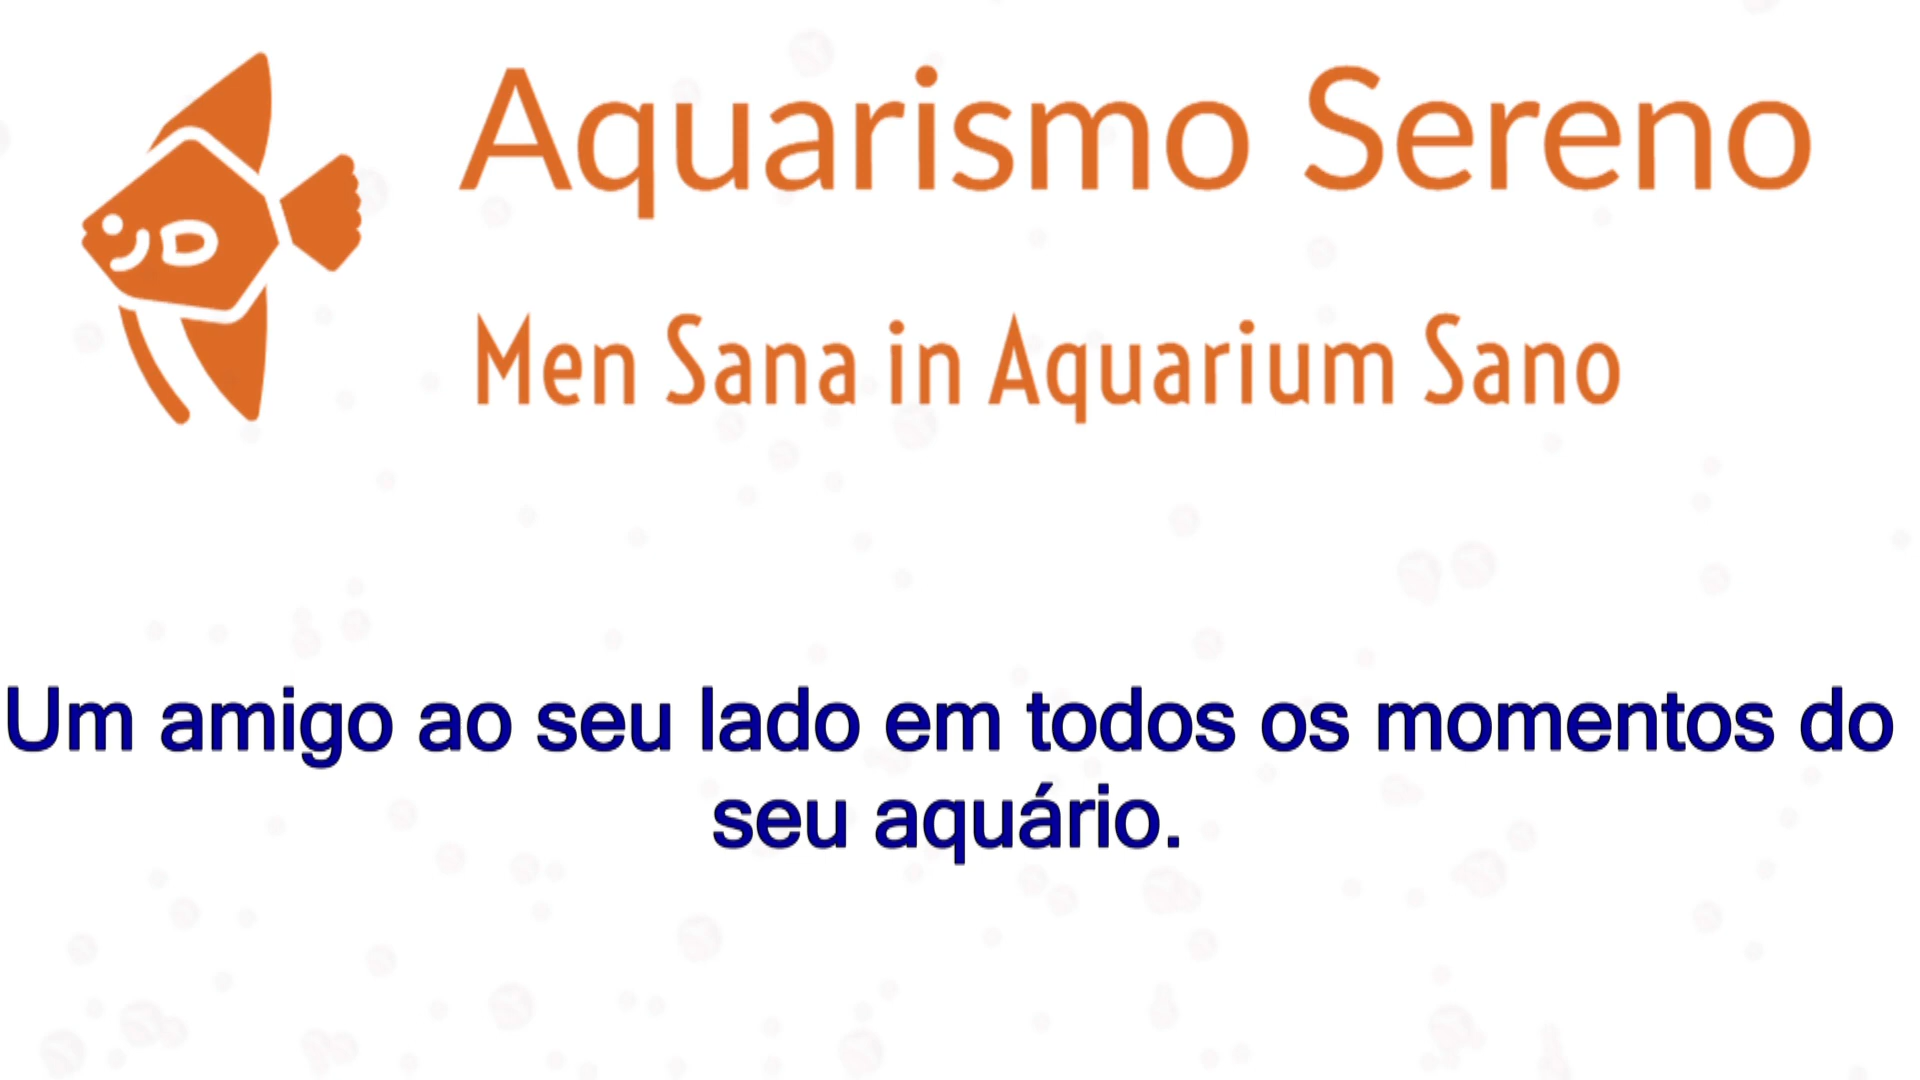 Aquarismo Sereno
JD
Men Sana in Aquarium Sano
Um amigo ao seu lado em todos os momentos do
seu aquário.